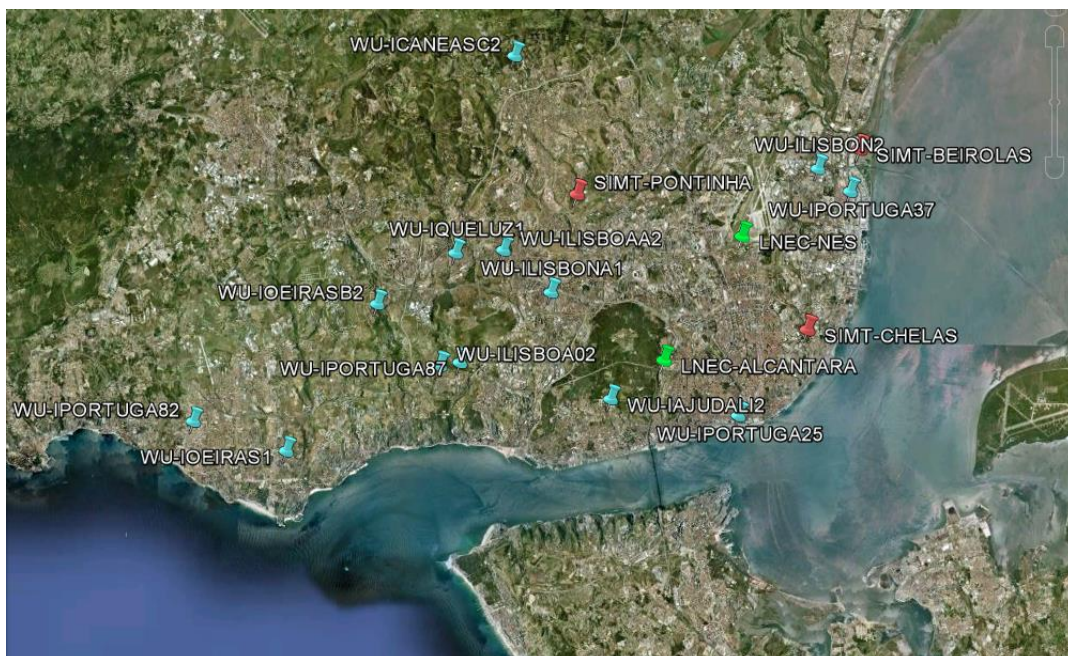 WU-ICANEASC2
WU-ILISBON2
SIMT-BEIROLAS
SIMT-PONTINHA
WU-IPORTUGA37
WU-IQUELUZ1
WU-ILISBOAA2
LNEC-NES
WU-ILISBONA1
WU-IOEIRASB2
SIMT-CHELAS
WU-IPORTUGA87
WU-ILISBOA02
LNEC-ALCANTARA
WU-IPORTUGA82
WU-IAJUDALI2
WU-IPORTUGA25
WU-IOEIRAS1